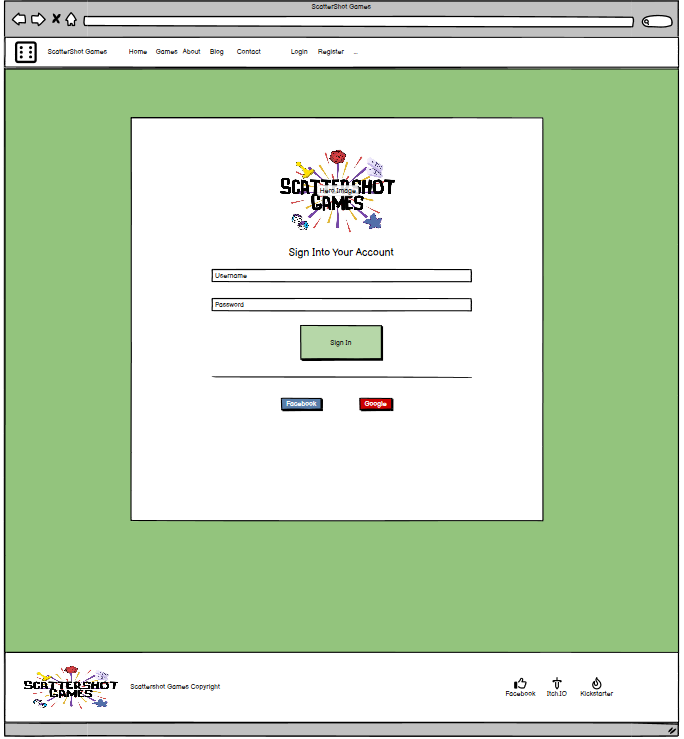 ScatterShot Games
ScatterShot Games Home Games About Blog Contact Login Register ...
SCATTERSHOT
Hero Image
GAMES
Sign Into Your Account
Username
Password
Sign In
Facebook Google
SCATTERSHOT
GAMES
Scattershot Games Copyright
Facebook Itch.IO Kickstarter